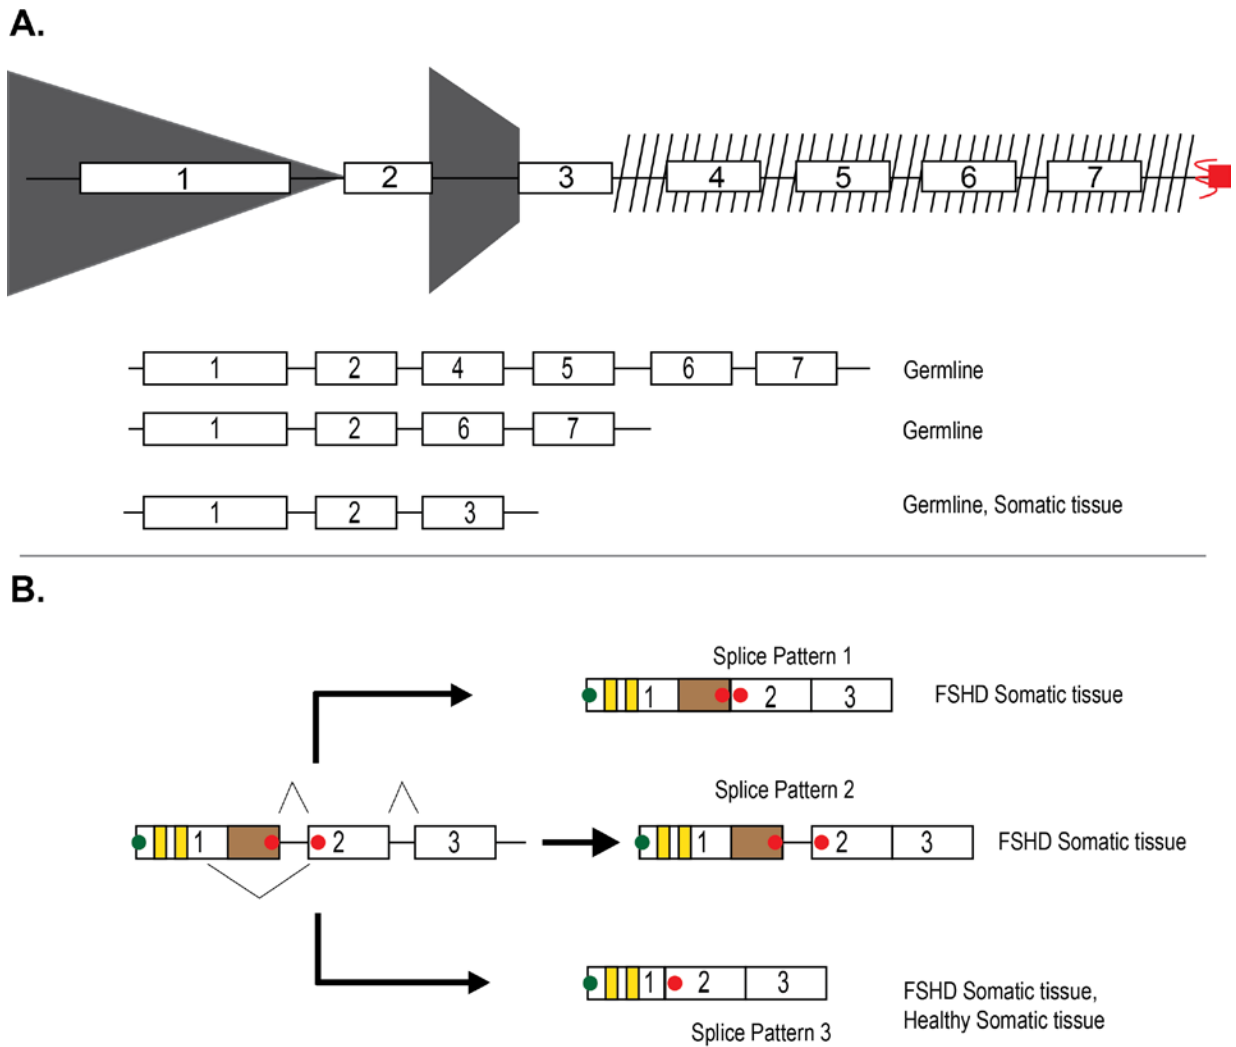 A.
1 2 3 4 5 6 7
1 2 4 5 6 7 Germline
1 2 6 7 Germline
1 2 3 Germline, Somatic tissue
B.
Splice Pattern 1
1 2 3 FSHD Somatic tissue
Splice Pattern 2
1 2 3
1 2 3 FSHD Somatic tissue
1 2 3
FSHD Somatic tissue,
Healthy Somatic tissue
Splice Pattern 3